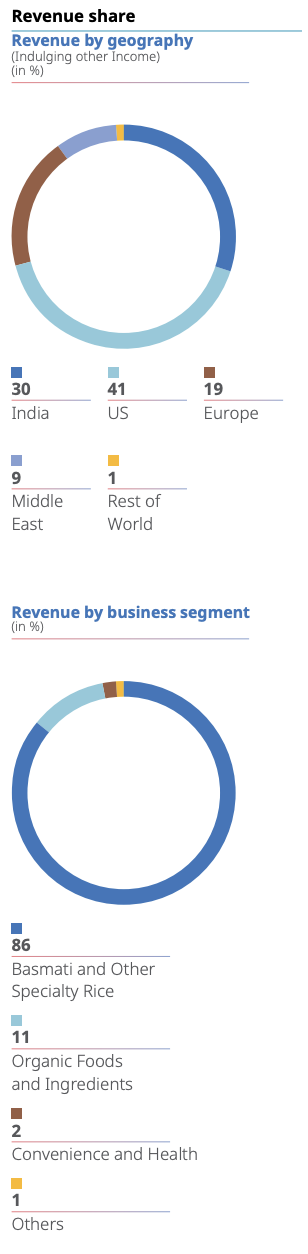 Revenue share
Revenue by geography
(Indulging other Income)
(in %)
30
India
41
US
19
Europe
9
Middle
East
1
Rest of
World
Revenue by business segment
(in %)
86
Basmati and Other
Specialty Rice
11
Organic Foods
and Ingredients
2
Convenience and Health
1
Others